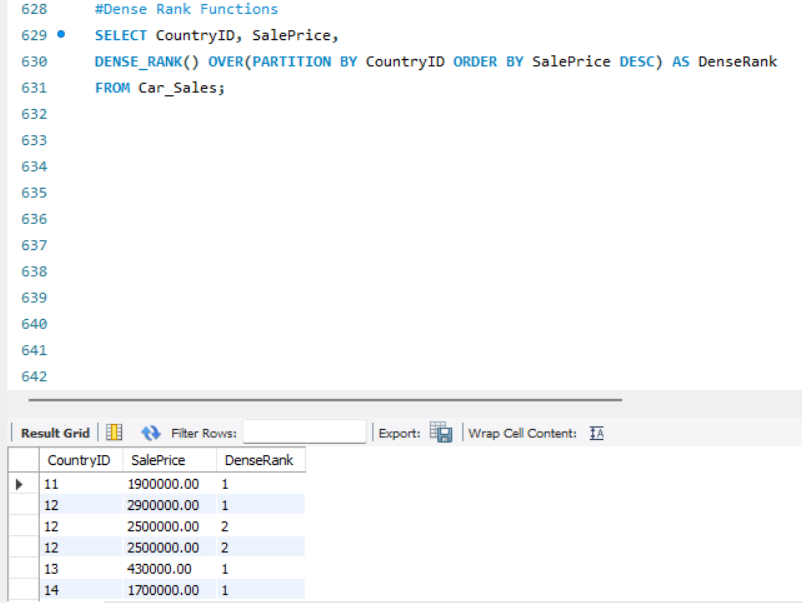 628 #Dense Rank Functions
629 SELECT CountryID, SalePrice,
630 DENSE_RANK() OVER(PARTITION BY CountryID ORDER BY SalePrice DESC) AS DenseRank
631 FROM Car_Sales;
632
633
634
635
636
637
638
639
640
641
642
Result Grid Filter Rows: Export: Wrap Cell Content: IA
CountryID SalePrice DenseRank
11 1900000.00 1
12 2900000.00 1
12 2500000.00 2
12 2500000.00 2
13 430000.00 1
14 1700000.00 1